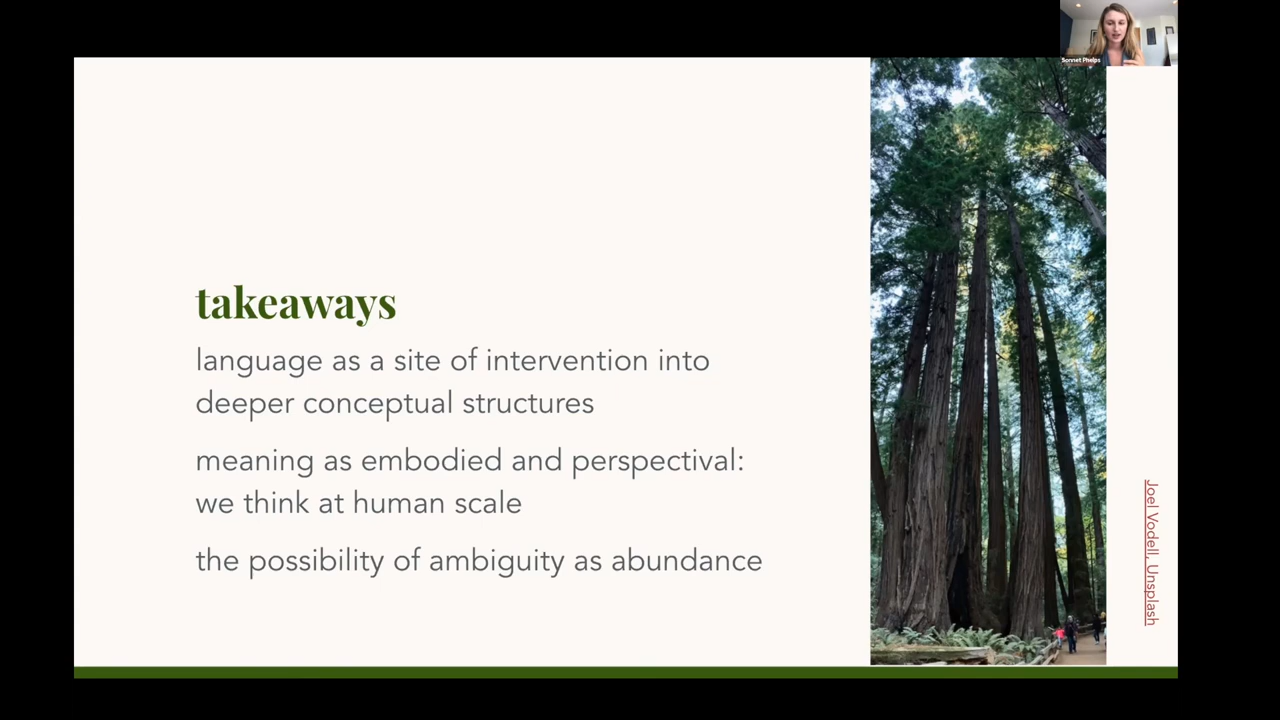 Sonnet Phelps
takeaways
language as a site of intervention into
deeper conceptual structures
meaning as embodied and perspectival:
we think at human scale
the possibility of ambiguity as abundance
Joel Vodell, Unsplash